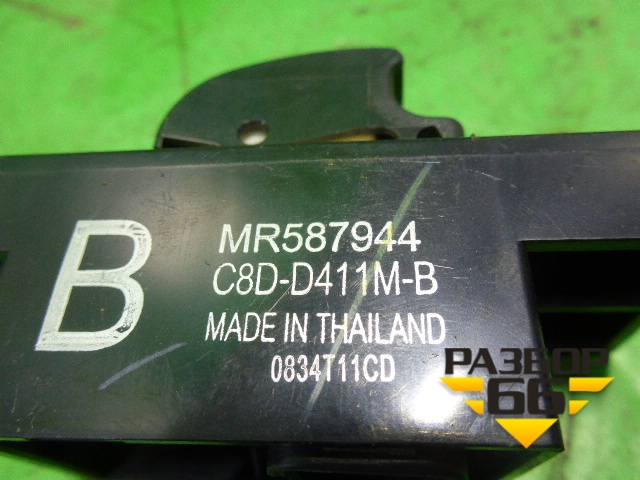 B
MR587944
C8D-D411M-B
MADE IN THAILAND
0834T11CD
РАЗБОР
66